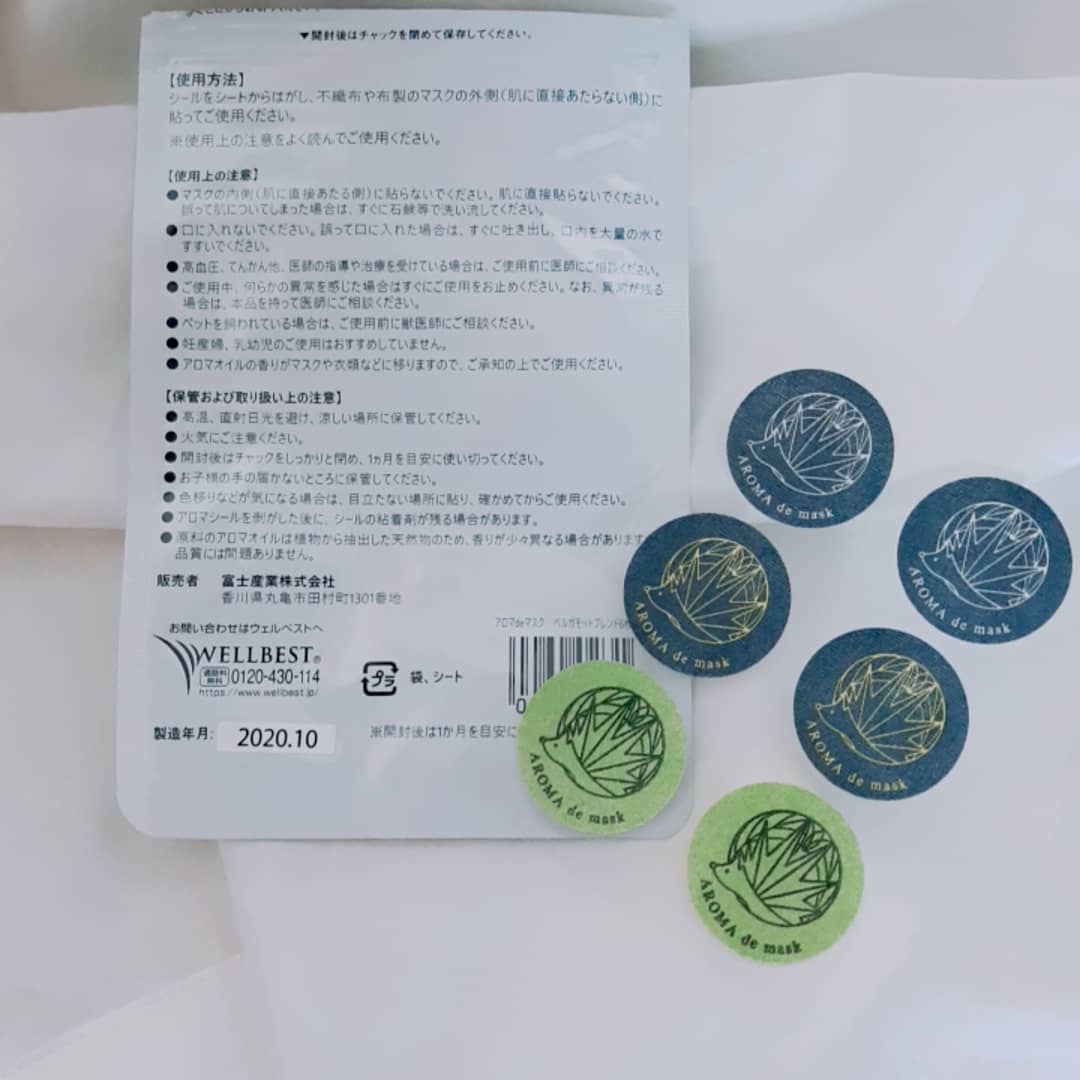 ▼開封後はチャックを閉めて保存してください。
【使用方法】
シールをシートからはがし、不織布や布製のマスクの外側(肌に直接あたらない側)に
貼ってご使用ください。
※使用上の注意をよく読んでご使用ください。
【使用上の注意】
●マスクの内側(肌に直接あたる側)に貼らないでください。肌に直接貼らないでください。
誤って肌についてしまった場合は、すぐに石鹸等で洗い流してください。
●口に入れないでください。誤って口に入れた場合は、すぐに吐き出し、口内を大量の水で
すすいでください。
●高血圧、てんかん他、医師の指導や治療を受けている場合は、ご使用前に医師にご相談ください。
●ご使用中、何らかの異常を感じた場合はすぐにご使用をお止めください。なお、異常が残る
場合は、本品を持って医師にご相談ください。
●ペットを飼われている場合は、ご使用前に獣医師にご相談ください。
●妊産婦、乳幼児のご使用はおすすめしていません。
●アロマオイルの香りがマスクや衣類などに移りますので、ご承知の上でご使用ください。
【保管および取り扱い上の注意】
●高温、直射日光を避け、涼しい場所に保管してください。
●火気にご注意ください。
●開封後はチャックをしっかりと閉め、1ヵ月を目安に使い切ってください。
●お子様の手の届かないところに保管してください。
●色移りなどが気になる場合は、目立たない場所に貼り、確かめてからご使用ください。
●アロマシールを剥がした後に、シールの粘着剤が残る場合があります。
●原料のアロマオイルは植物から抽出した天然物のため、香りが少々異なる場合があります
品質には問題ありません。
販売者 富士産業株式会社
香川県丸亀市田村町1301番地
お問い合わせはウェルベストへ
WELLBEST®
通話料無料 0120-430-114
https://www.wellbest.jp/
プラ 袋、シート
アロマdeマスク ベルガモットブレンド6
0
製造年月: 2020.10
※開封後は1か月を目安に
AROMA de mask
AROMA de mask
AROMA de mask
AROMA de mask
AROMA de mask
AROMA de mask